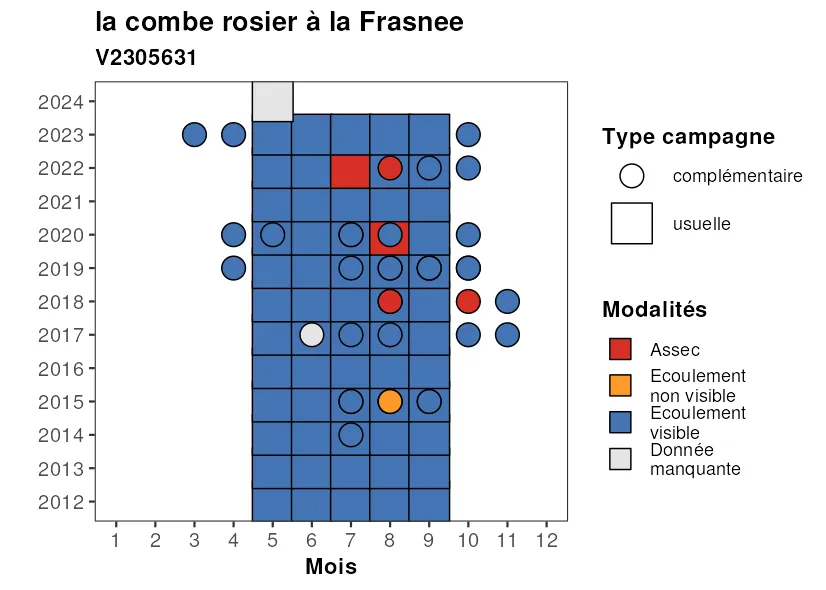 la combe rosier à la Frasnee
V2305631
2024
2023
2022
2021
2020
2019
2018
2017
2016
2015
2014
2013
2012
1 2 3 4 5 6 7 8 9 10 11 12
Mois
Type campagne
complémentaire
usuelle
Modalités
Assec
Ecoulement
non visible
Ecoulement
visible
Donnée
manquante